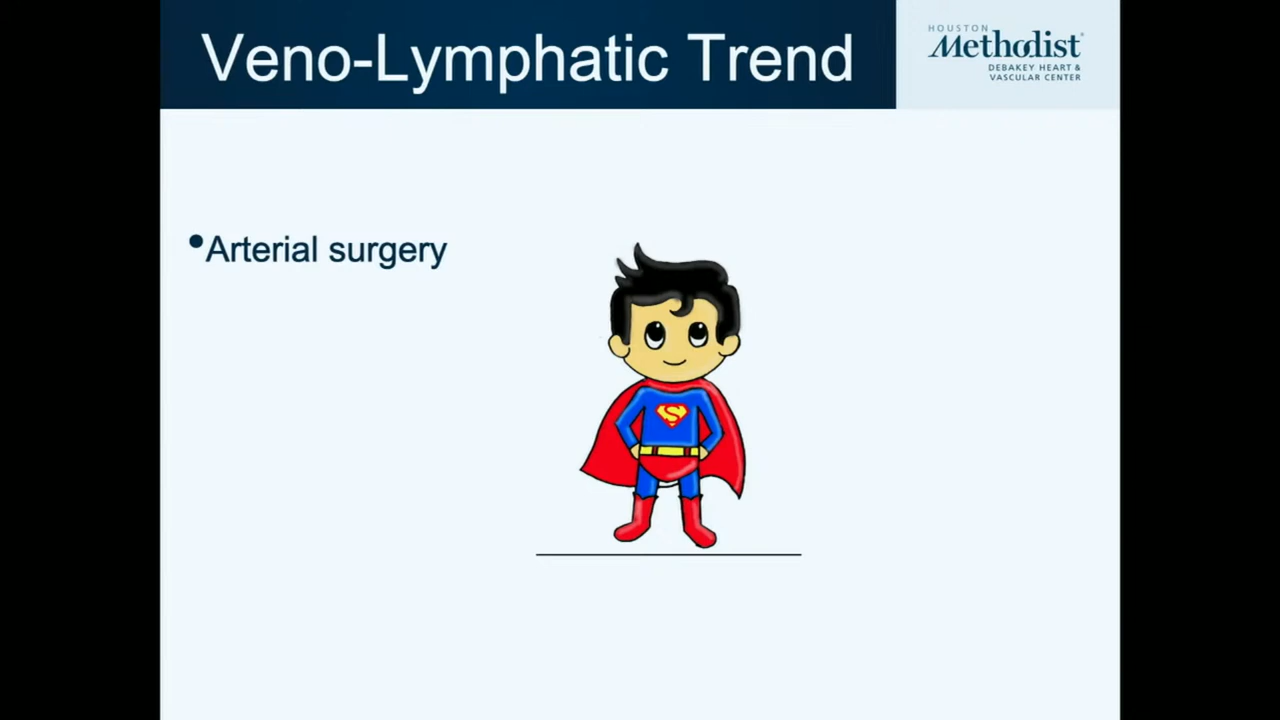 Veno-Lymphatic Trend
HOUSTON
Methodist®
DEBAKEY HEART &
VASCULAR CENTER
•Arterial surgery
S